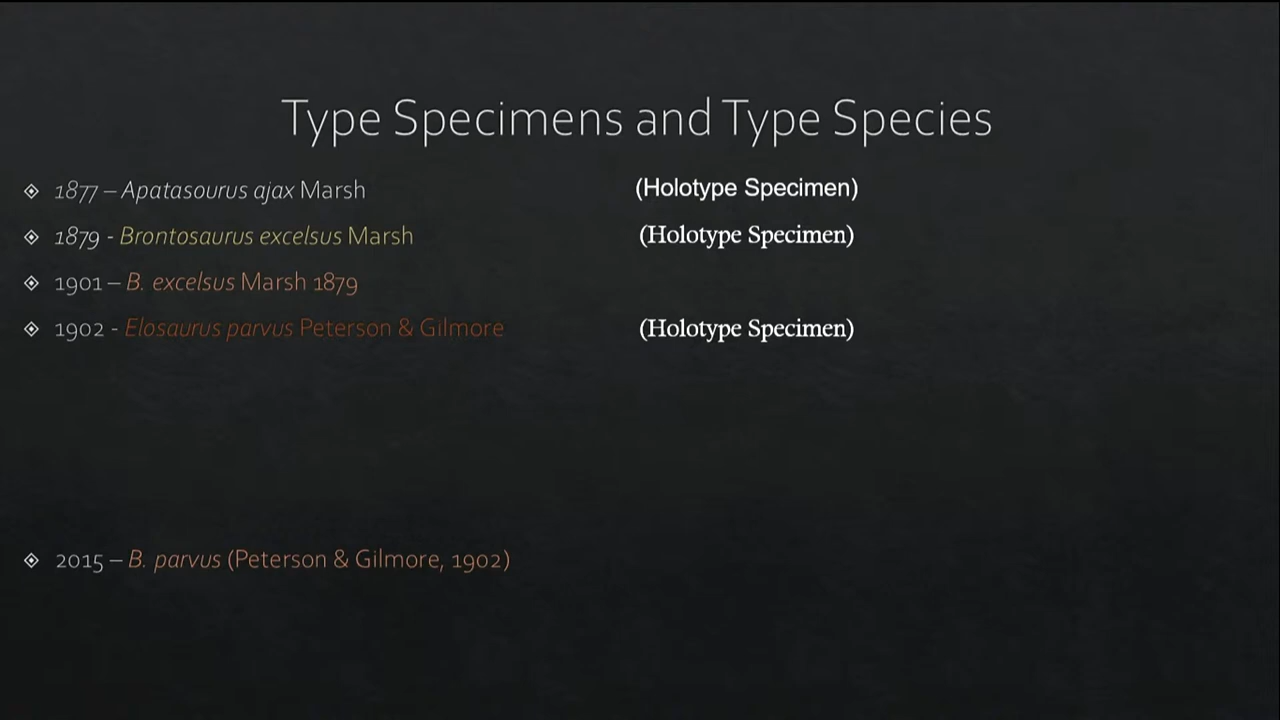 Type Specimens and Type Species
1877 – Apatasourus ajax Marsh (Holotype Specimen)
1879 - Brontosaurus excelsus Marsh (Holotype Specimen)
1901 – B. excelsus Marsh 1879
1902 - Elosaurus parvus Peterson & Gilmore (Holotype Specimen)
2015 – B. parvus (Peterson & Gilmore, 1902)